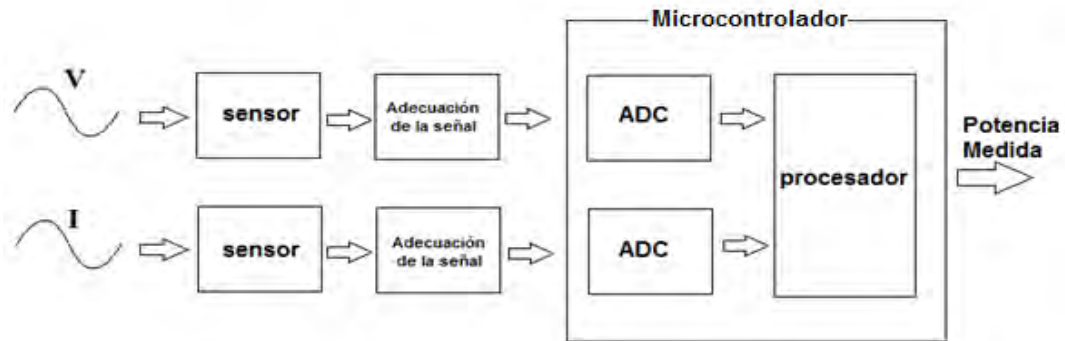 Microcontrolador
V
sensor
Adecuación
de la señal
ADC
I
sensor
Adecuación
de la señal
ADC
procesador
Potencia
Medida